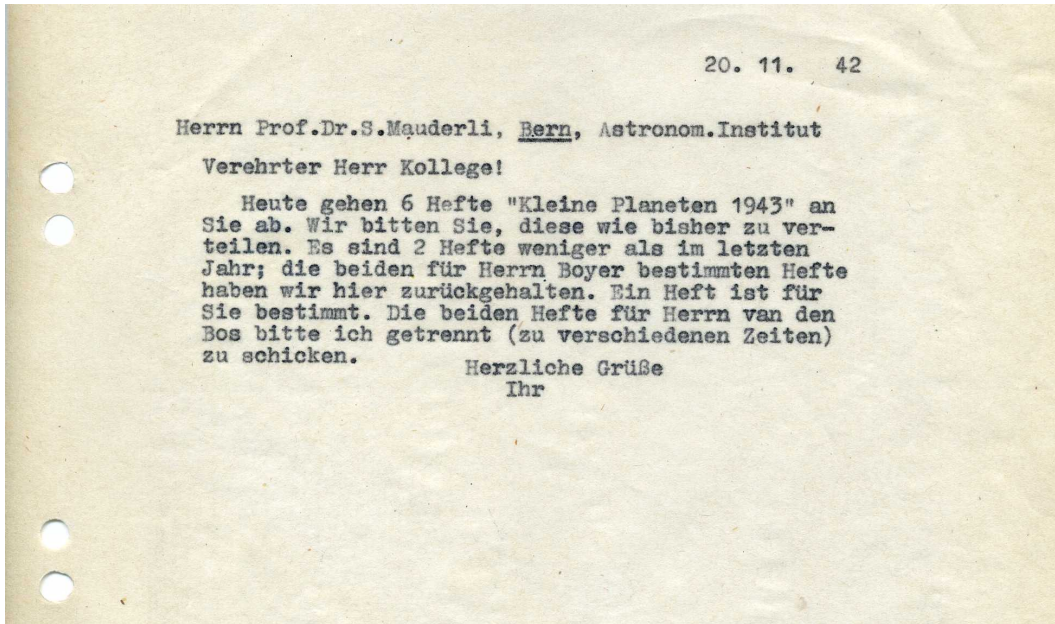 20. 11. 42
Herrn Prof.Dr.S.Mauderli, Bern, Astronom.Institut
Verehrter Herr Kollege!
Heute gehen 6 Hefte "Kleine Planeten 1943" an
Sie ab. Wir bitten Sie, diese wie bisher zu ver-
teilen. Es sind 2 Hefte weniger als im letzten
Jahr; die beiden für Herrn Boyer bestimmten Hefte
haben wir hier zurückgehalten. Ein Heft ist für
Sie bestimmt. Die beiden Hefte für Herrn van den
Bos bitte ich getrennt (zu verschiedenen Zeiten)
zu schicken.
Herzliche Grüße
Ihr